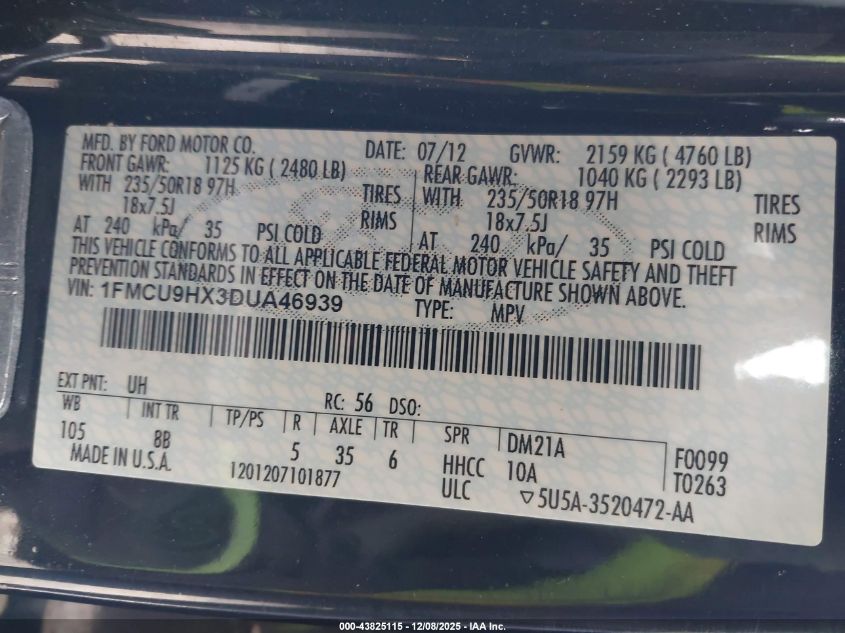 MFD. BY FORD MOTOR CO. DATE: 07/12 GVWR: 2159 KG ( 4760 LB)
FRONT GAWR: 1125 KG ( 2480 LB) REAR GAWR: 1040 KG ( 2293 LB)
WITH 235/50R18 97H TIRES WITH 235/50R18 97H TIRES
18x7.5J RIMS 18x7.5J RIMS
AT 240 kPa/ 35 PSI COLD AT 240 kPa/ 35 PSI COLD
THIS VEHICLE CONFORMS TO ALL APPLICABLE FEDERAL MOTOR VEHICLE SAFETY AND THEFT
PREVENTION STANDARDS IN EFFECT ON THE DATE OF MANUFACTURE SHOWN ABOVE.
VIN: 1FMCU9HX3DUA46939 TYPE: MPV
EXT PNT: UH RC: 56 DSO:
WB INT TR TP/PS R AXLE TR SPR DM21A F0099
105 8B 5 35 6 HHCC 10A T0263
MADE IN U.S.A. 1201207101877 ULC ▽5U5A-3520472-AA
000-43825115 - 12/08/2025 - IAA Inc.